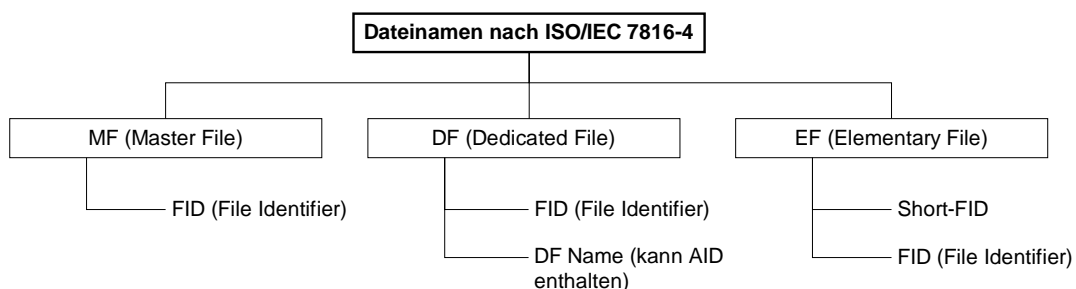 Dateinamen nach ISO/IEC 7816-4
MF (Master File)
DF (Dedicated File)
EF (Elementary File)
FID (File Identifier)
FID (File Identifier)
Short-FID
DF Name (kann AID
enthalten)
FID (File Identifier)